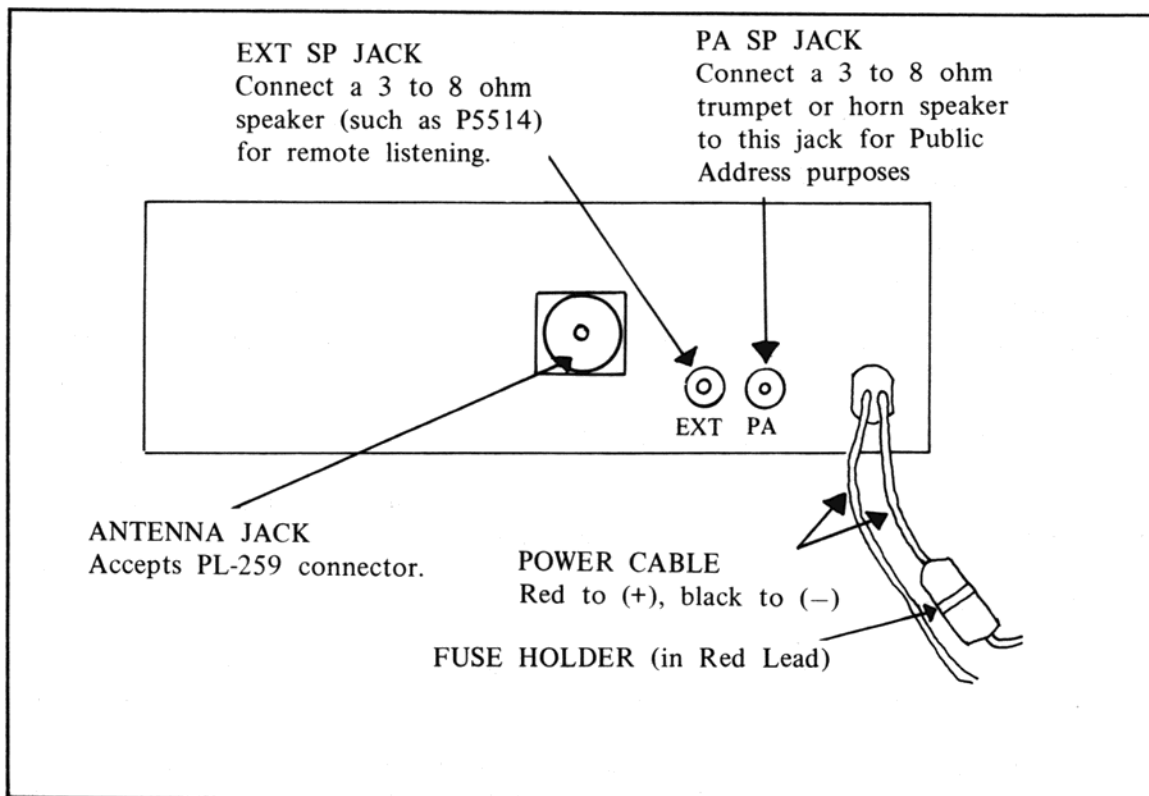 EXT SP JACK
Connect a 3 to 8 ohm
speaker (such as P5514)
for remote listening.
PA SP JACK
Connect a 3 to 8 ohm
trumpet or horn speaker
to this jack for Public
Address purposes
EXT PA
ANTENNA JACK
Accepts PL-259 connector.
POWER CABLE
Red to (+), black to (−)
FUSE HOLDER (in Red Lead)